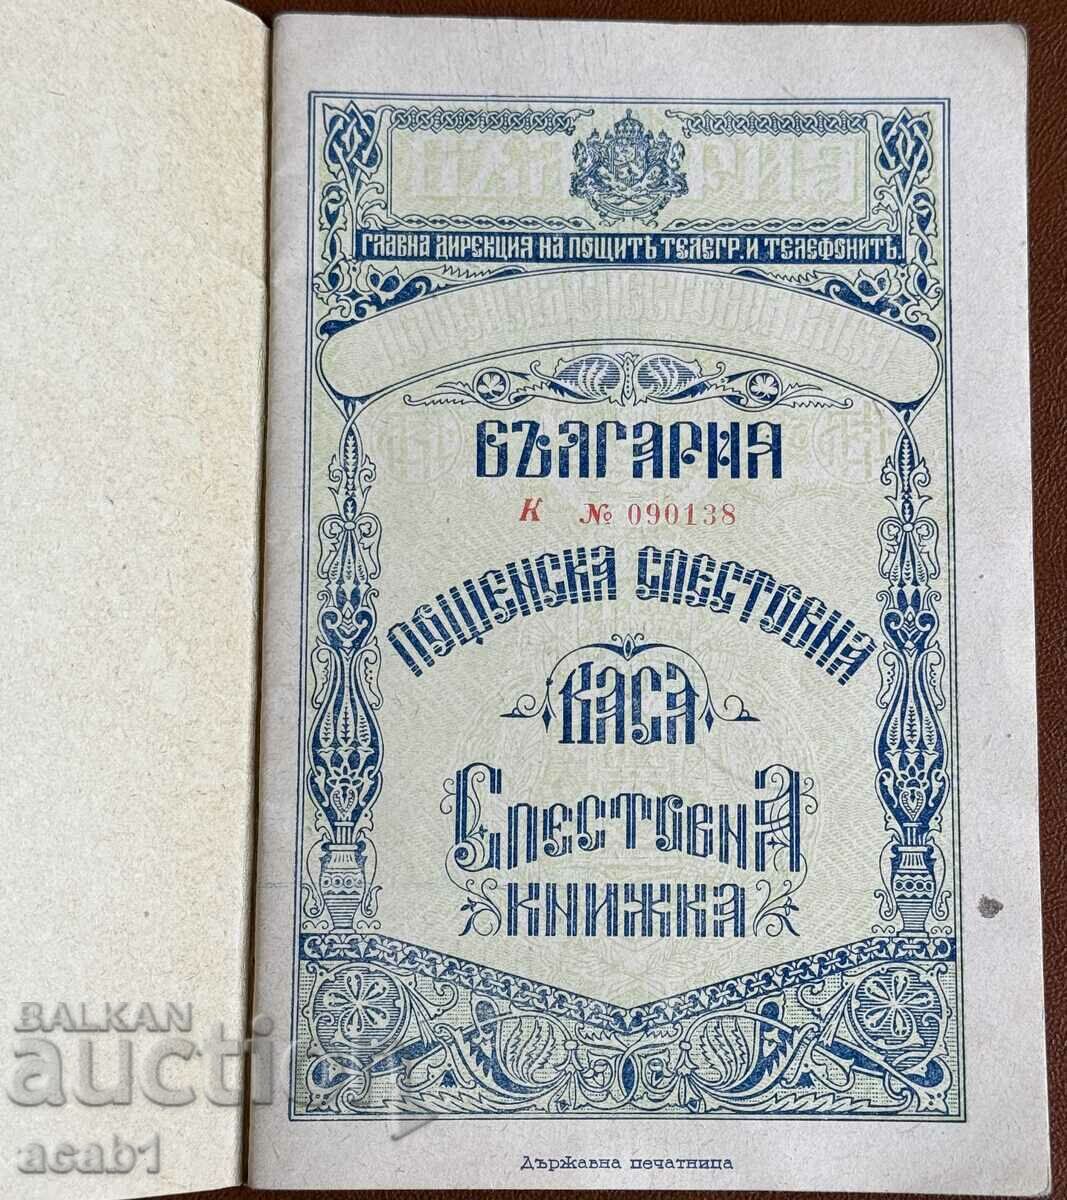 ГЛАВНА ДИРЕКЦИЯ НА ПОЩИТѢ ТЕЛЕГР. И ТЕЛЕФОНИТѢ.
БЪЛГАРИЯ
К № 090138
ПОЩЕНСКА СПЕСТОВНА
КАСА
СПЕСТОВНА
КНИЖКА
Държавна печатница
BALKAN
auction
acab1